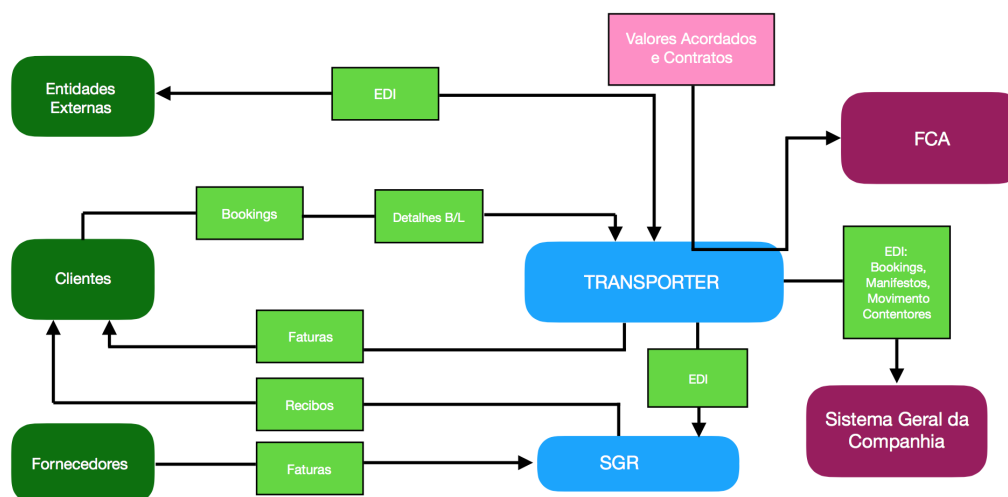 Valores Acordados
e Contratos
Entidades
Externas
EDI
FCA
Bookings
Detalhes B/L
EDI:
Bookings,
Manifestos,
Movimento
Contentores
Clientes
TRANSPORTER
Faturas
EDI
Recibos
Sistema Geral da
Companhia
Fornecedores
Faturas
SGR